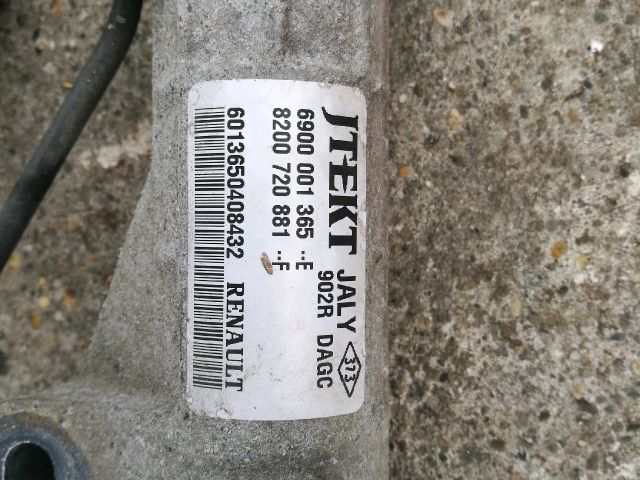 JTEKT JALY 373
902R DAGC
6900 001 365 --E
8200 720 881 --F
6013650408432 RENAULT